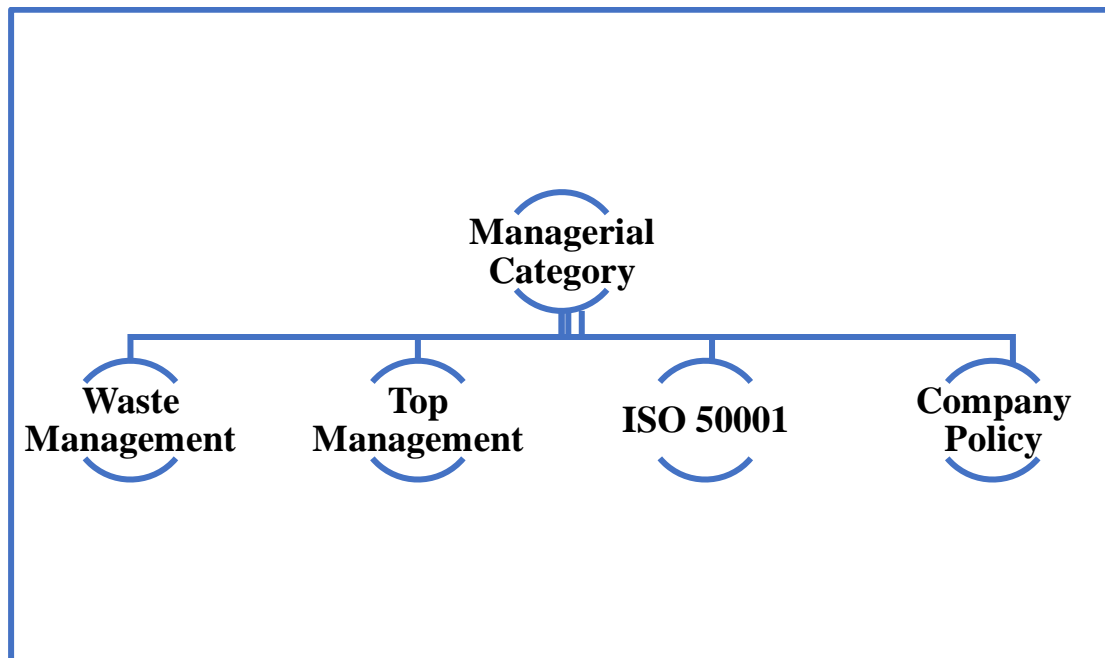 Managerial
Category
Waste
Management
Top
Management
ISO 50001
Company
Policy